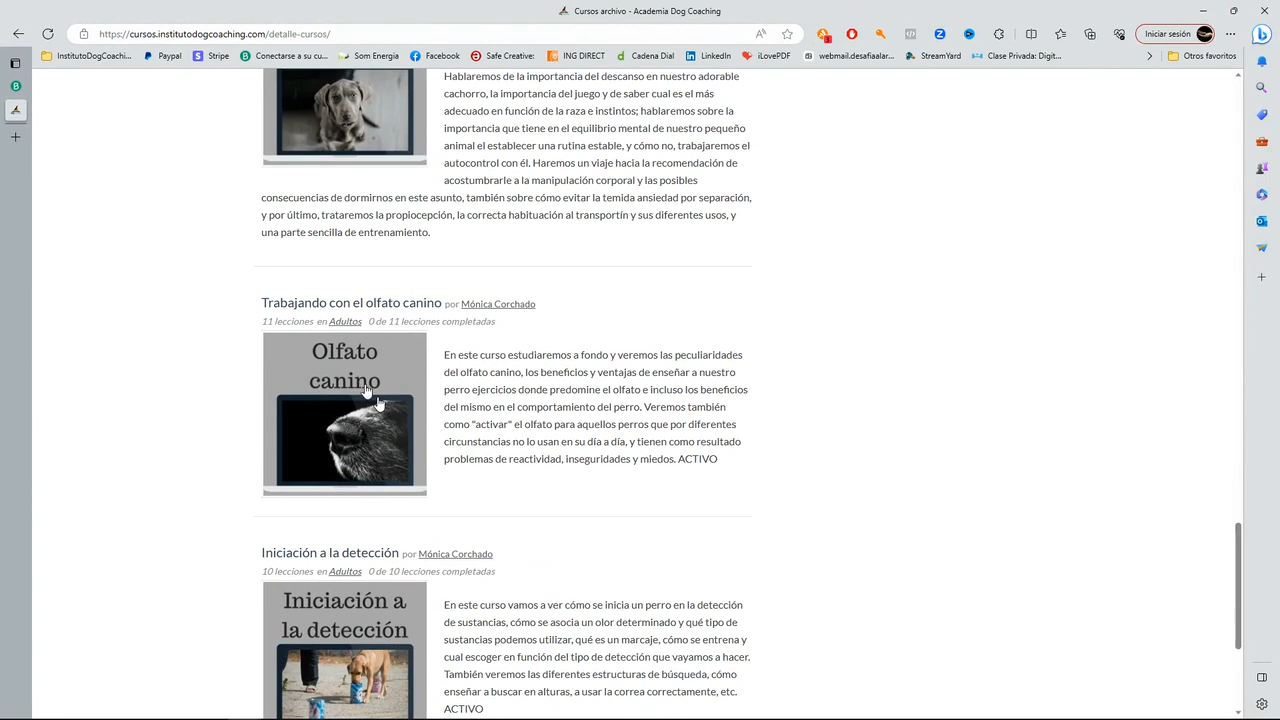 Cursos archivo - Academia Dog Coaching
https://cursos.institutodogcoaching.com/detalle-cursos/
Iniciar sesión
InstitutoDogCoachi...
Paypal
Stripe
Conectarse a su cu...
Som Energia
Facebook
Safe Creative:
ING DIRECT
Cadena Dial
LinkedIn
iLovePDF
webmail.desafiaalar...
StreamYard
Clase Privada: Digit...
Otros favoritos
Hablaremos de la importancia del descanso en nuestro adorable
cachorro, la importancia del juego y de saber cual es el más
adecuado en función de la raza e instintos; hablaremos sobre la
importancia que tiene en el equilibrio mental de nuestro pequeño
animal el establecer una rutina estable, y cómo no, trabajaremos el
autocontrol con él. Haremos un viaje hacia la recomendación de
acostumbrarle a la manipulación corporal y las posibles
consecuencias de dormirnos en este asunto, también sobre cómo evitar la temida ansiedad por separación,
y por último, trataremos la propiocepción, la correcta habituación al transportín y sus diferentes usos, y
una parte sencilla de entrenamiento.
Trabajando con el olfato canino por Mónica Corchado
11 lecciones en Adultos 0 de 11 lecciones completadas
Olfato
canino
En este curso estudiaremos a fondo y veremos las peculiaridades
del olfato canino, los beneficios y ventajas de enseñar a nuestro
perro ejercicios donde predomine el olfato e incluso los beneficios
del mismo en el comportamiento del perro. Veremos también
como "activar" el olfato para aquellos perros que por diferentes
circunstancias no lo usan en su día a día, y tienen como resultado
problemas de reactividad, inseguridades y miedos. ACTIVO
Iniciación a la detección por Mónica Corchado
10 lecciones en Adultos 0 de 10 lecciones completadas
Iniciación a
la detección
En este curso vamos a ver cómo se inicia un perro en la detección
de sustancias, cómo se asocia un olor determinado y qué tipo de
sustancias podemos utilizar, qué es un marcaje, cómo se entrena y
cual escoger en función del tipo de detección que vayamos a hacer.
También veremos las diferentes estructuras de búsqueda, cómo
enseñar a buscar en alturas, a usar la correa correctamente, etc.
ACTIVO